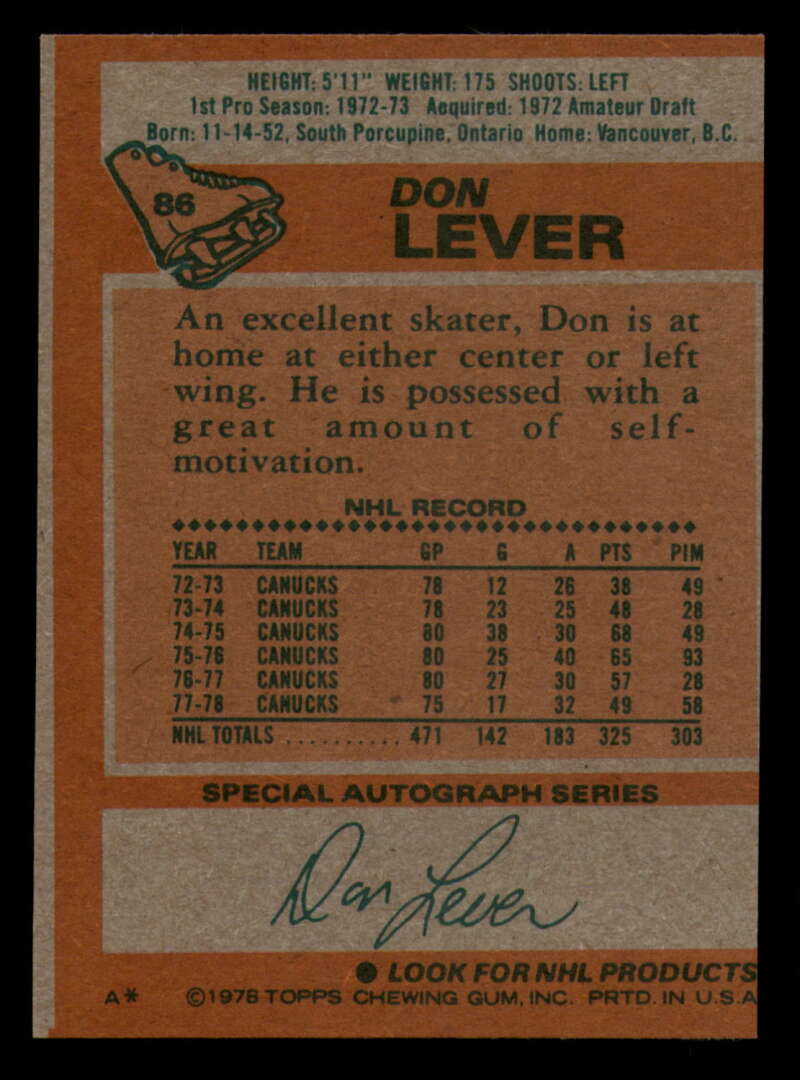 HEIGHT: 5'11" WEIGHT: 175 SHOOTS: LEFT
1st Pro Season: 1972-73 Acquired: 1972 Amateur Draft
Born: 11-14-52, South Porcupine, Ontario Home: Vancouver, B.C.
86
DON
LEVER
An excellent skater, Don is at
home at either center or left
wing. He is possessed with a
great amount of self-
motivation.
NHL RECORD
YEAR TEAM GP G A PTS PIM
72-73 CANUCKS 78 12 26 38 49
73-74 CANUCKS 78 23 25 48 28
74-75 CANUCKS 80 38 30 68 49
75-76 CANUCKS 80 25 40 65 93
76-77 CANUCKS 80 27 30 57 28
77-78 CANUCKS 75 17 32 49 56
NHL TOTALS .......... 471 142 183 325 303
SPECIAL AUTOGRAPH SERIES
Don Lever
● LOOK FOR NHL PRODUCTS
A* ©1978 TOPPS CHEWING GUM, INC. PRTD. IN U.S.A